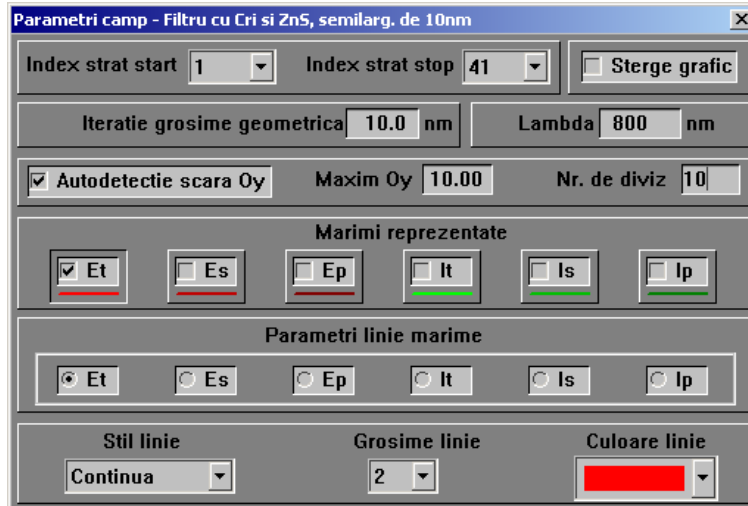 Parametri camp - Filtru cu Cri si ZnS, semilarg. de 10nm
Index strat start 1 Index strat stop 41 Sterge grafic
Iteratie grosime geometrica 10.0 nm Lambda 800 nm
Autodetectie scara Oy Maxim Oy 10.00 Nr. de diviz 10
Marimi reprezentate
Et Es Ep It Is Ip
Parametri linie marime
Et Es Ep It Is Ip
Stil linie Grosime linie Culoare linie
Continua 2